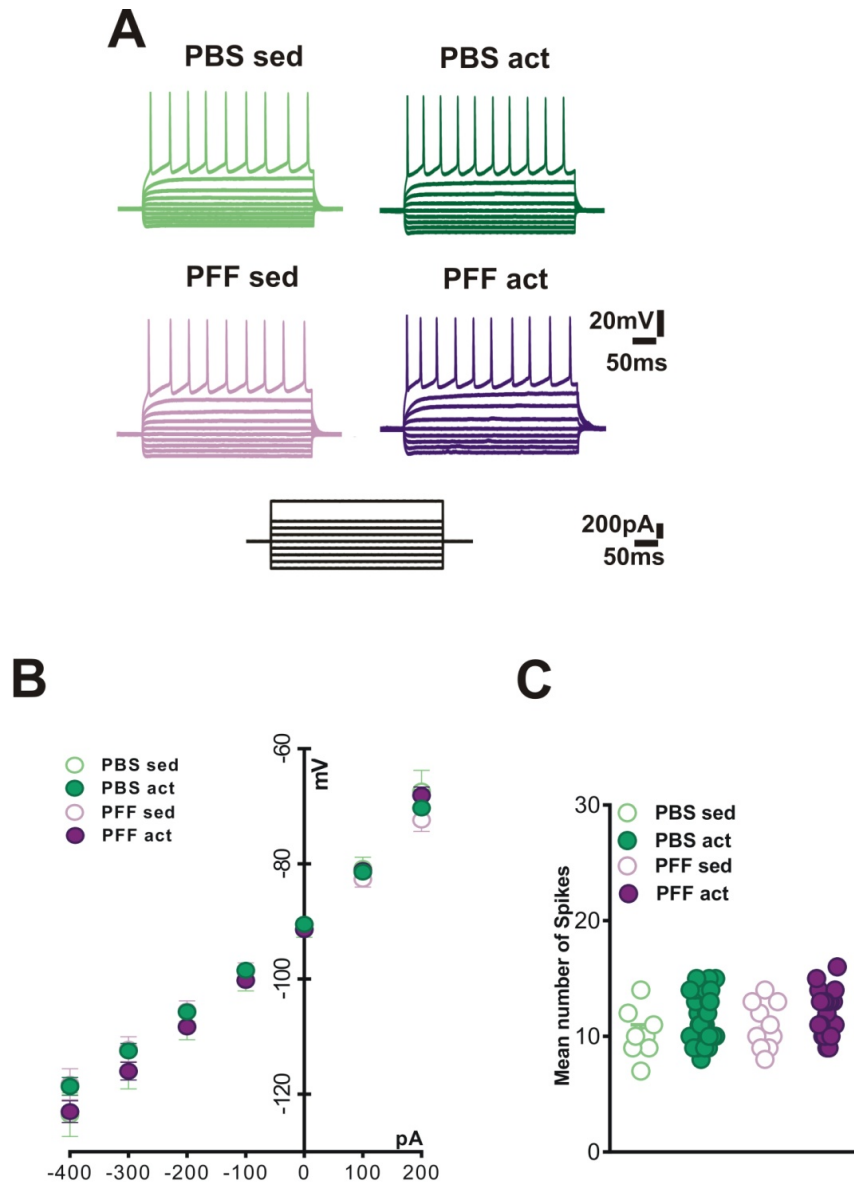 A
PBS sed
PBS act
PFF sed
PFF act
20mV
50ms
200pA
50ms
B
PBS sed
PBS act
PFF sed
PFF act
-60
mV
-80
-100
-120
pA
-400 -300 -200 -100 0 100 200
C
Mean number of Spikes
30
PBS sed
PBS act
PFF sed
PFF act
20
10
0